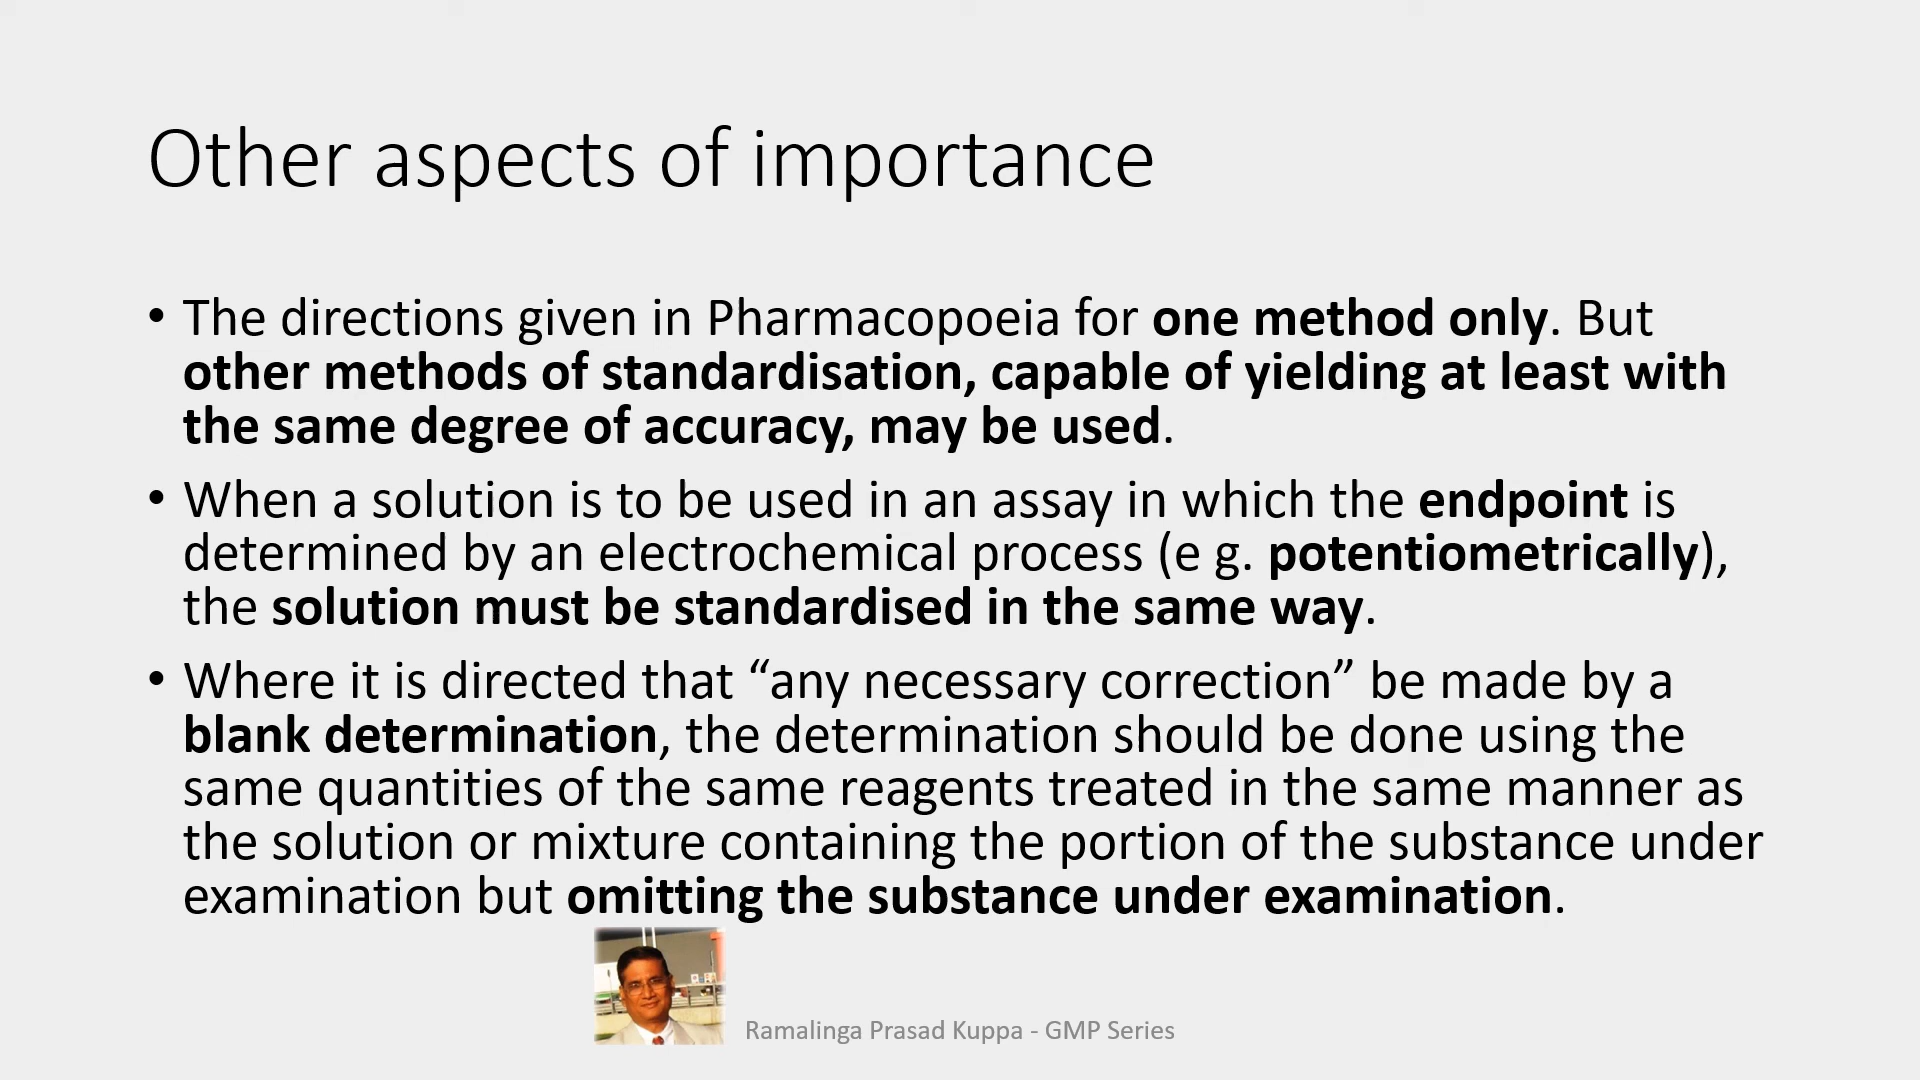 Other aspects of importance
• The directions given in Pharmacopoeia for one method only. But
other methods of standardisation, capable of yielding at least with
the same degree of accuracy, may be used.
• When a solution is to be used in an assay in which the endpoint is
determined by an electrochemical process (e g. potentiometrically),
the solution must be standardised in the same way.
• Where it is directed that “any necessary correction” be made by a
blank determination, the determination should be done using the
same quantities of the same reagents treated in the same manner as
the solution or mixture containing the portion of the substance under
examination but omitting the substance under examination.
Ramalinga Prasad Kuppa - GMP Series